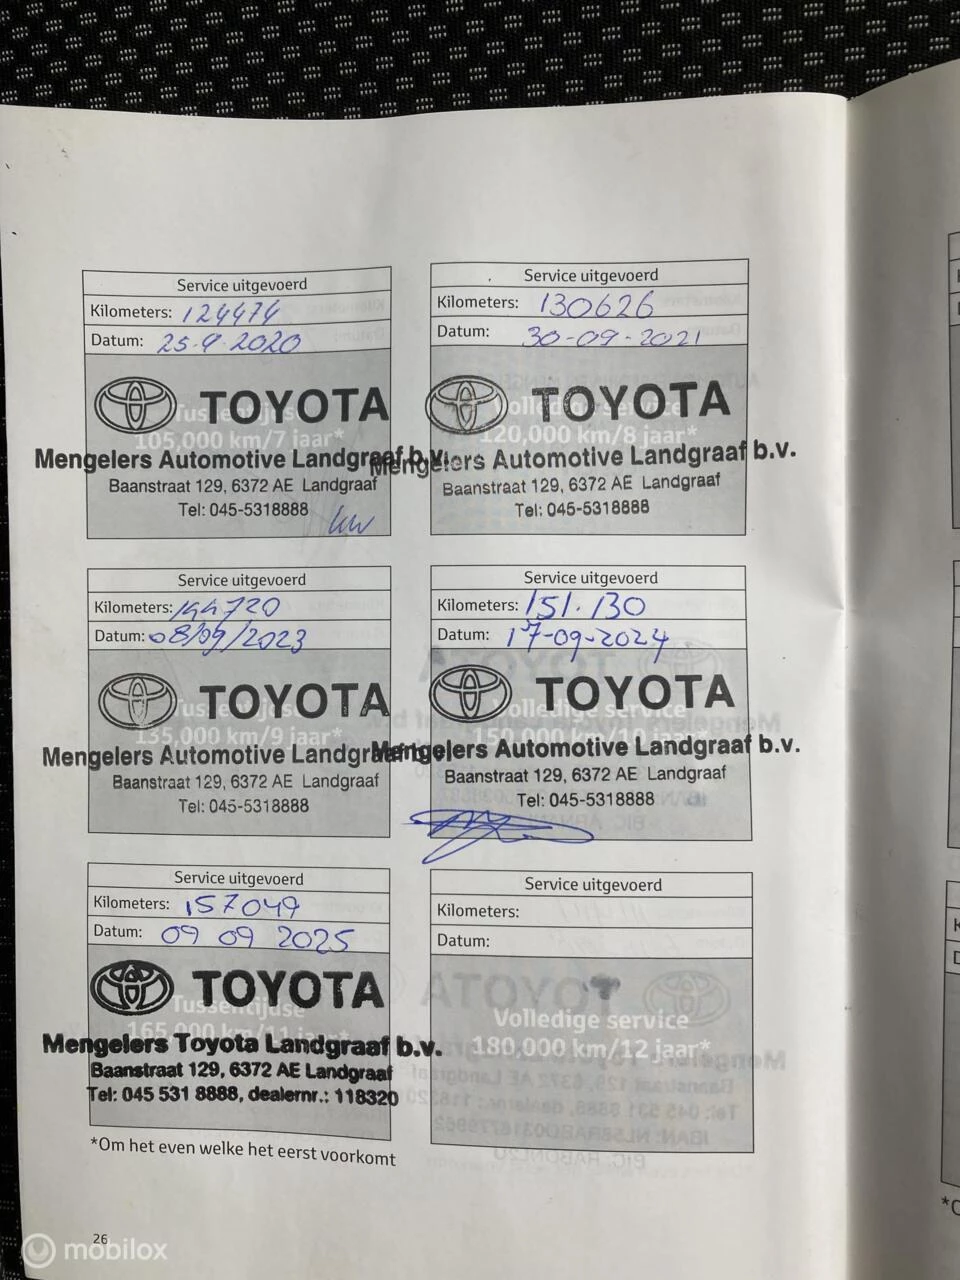 Service uitgevoerd
Kilometers: 124474
Datum: 25-9-2020
TOYOTA
Tussentijdse
105,000 km/7 jaar*
Mengelers Automotive Landgraaf b.v.
Baanstraat 129, 6372 AE Landgraaf
Tel: 045-5318888
Service uitgevoerd
Kilometers: 130626
Datum: 30-09-2021
TOYOTA
Volledige service
120,000 km/8 jaar*
Mengelers Automotive Landgraaf b.v.
Baanstraat 129, 6372 AE Landgraaf
Tel: 045-5318888
Service uitgevoerd
Kilometers: 144720
Datum: 08/09/2023
TOYOTA
Tussentijdse
135,000 km/9 jaar*
Mengelers Automotive Landgraaf b.v.
Baanstraat 129, 6372 AE Landgraaf
Tel: 045-5318888
Service uitgevoerd
Kilometers: 151.130
Datum: 17-09-2024
TOYOTA
Volledige service
150,000 km/10 jaar*
Mengelers Automotive Landgraaf b.v.
Baanstraat 129, 6372 AE Landgraaf
Tel: 045-5318888
Service uitgevoerd
Kilometers: 157049
Datum: 09 09 2025
TOYOTA
Tussentijdse
165,000 km/11 jaar*
Mengelers Toyota Landgraaf b.v.
Baanstraat 129, 6372 AE Landgraaf
Tel: 045 531 8888, dealernr.: 118320
Service uitgevoerd
Kilometers:
Datum:
Volledige service
180,000 km/12 jaar*
*Om het even welke het eerst voorkomt
26
mobilox